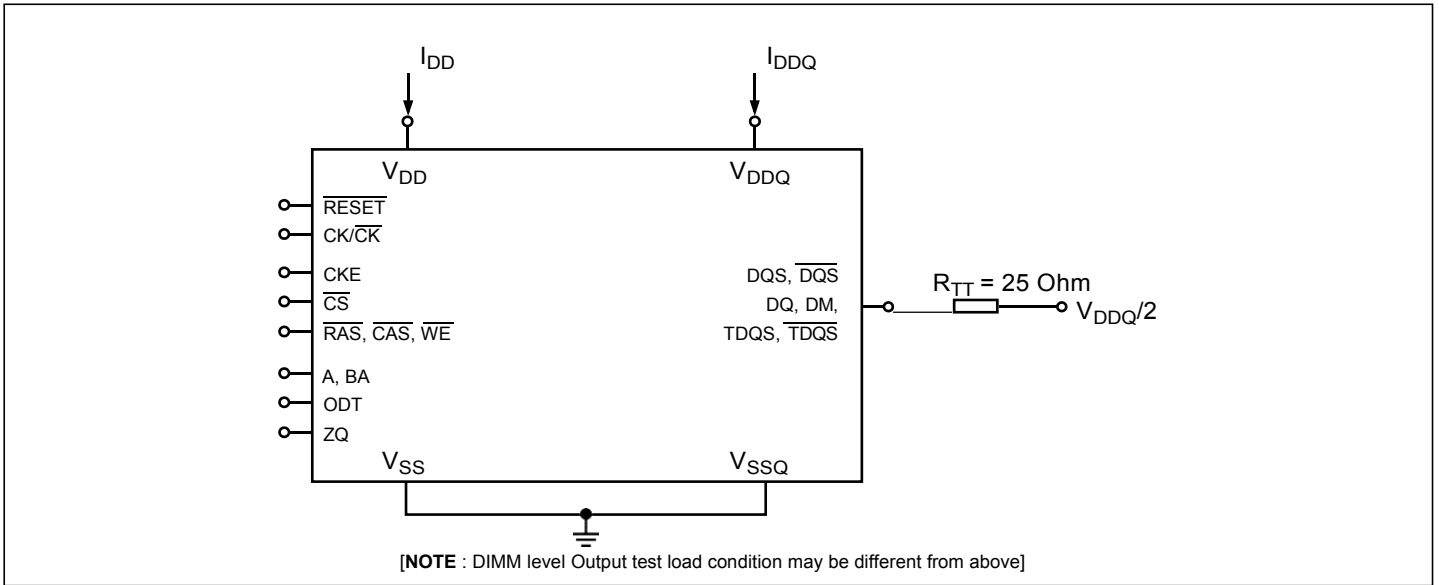 IDD
IDDQ
VDD
VDDQ
RESET
CK/CK
CKE
CS
RAS, CAS, WE
A, BA
ODT
ZQ
DQS, DQS
DQ, DM,
TDQS, TDQS
RTT = 25 Ohm
VDDQ/2
VSS
VSSQ
[NOTE : DIMM level Output test load condition may be different from above]